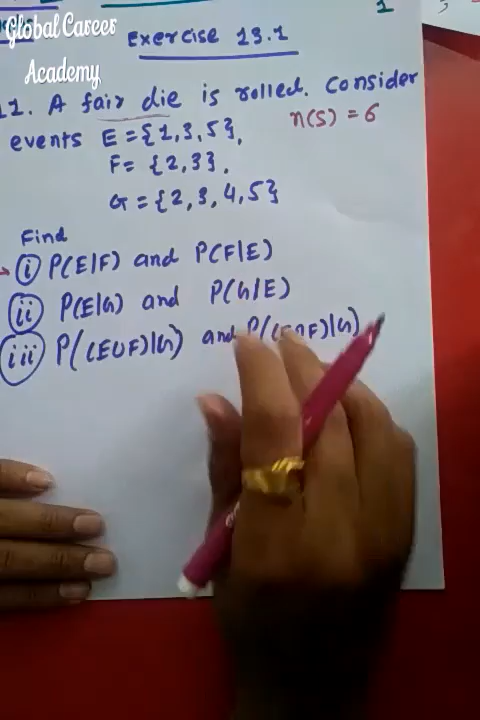 Global Career
Academy
1
Exercise 13.1
11. A fair die is rolled. Consider
events E = {1,3,5}, n(S) = 6
F = {2,3}.
G = {2,3,4,5}
Find
(i) P(E|F) and P(F|E)
(ii) P(E|G) and P(G|E)
(iii) P((E∪F)|G) and P((E∩F)|G)